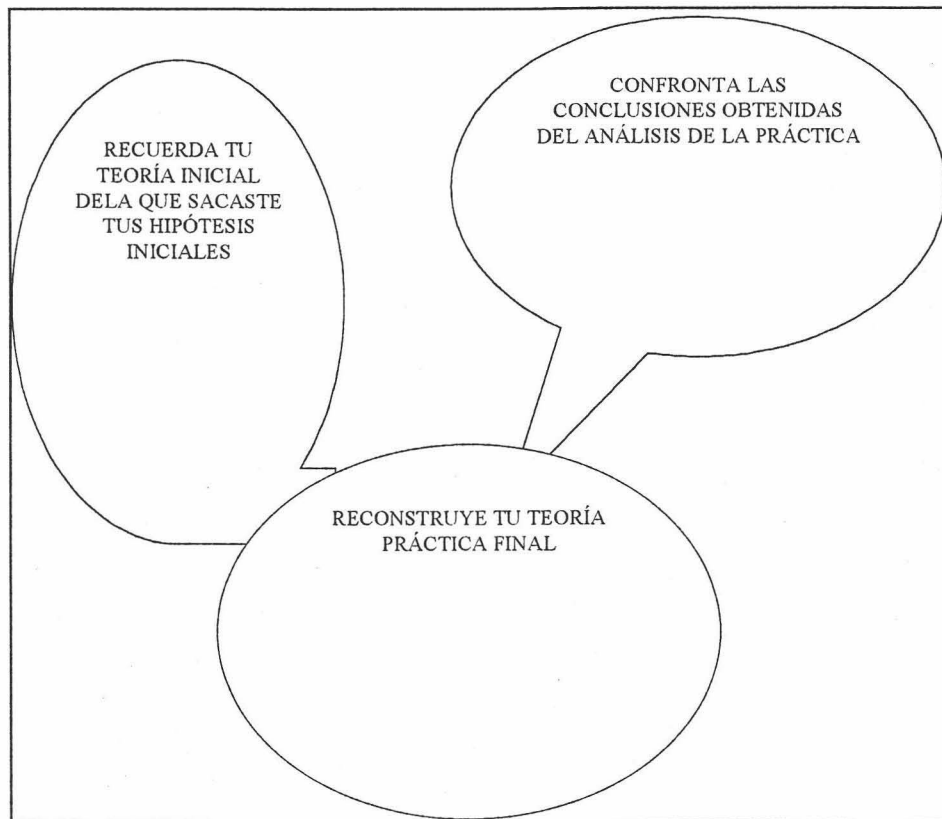 RECUERDA TU
TEORÍA INICIAL
DELA QUE SACASTE
TUS HIPÓTESIS
INICIALES
CONFRONTA LAS
CONCLUSIONES OBTENIDAS
DEL ANÁLISIS DE LA PRÁCTICA
RECONSTRUYE TU TEORÍA
PRÁCTICA FINAL